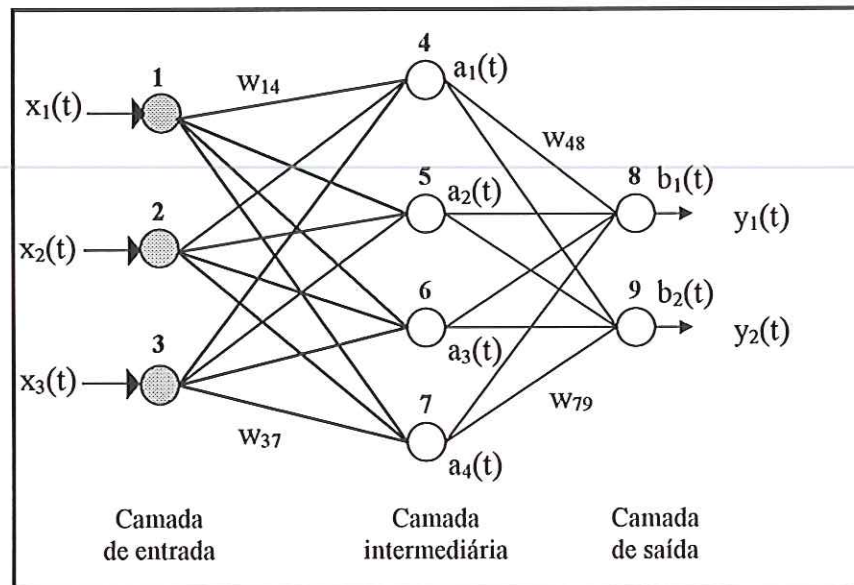 4
1
w14
a1(t)
x1(t)
w48
5
8
b1(t)
a2(t)
2
y1(t)
x2(t)
6
9
b2(t)
3
a3(t)
y2(t)
x3(t)
7
w79
w37
a4(t)
Camada
de entrada
Camada
intermediária
Camada
de saída